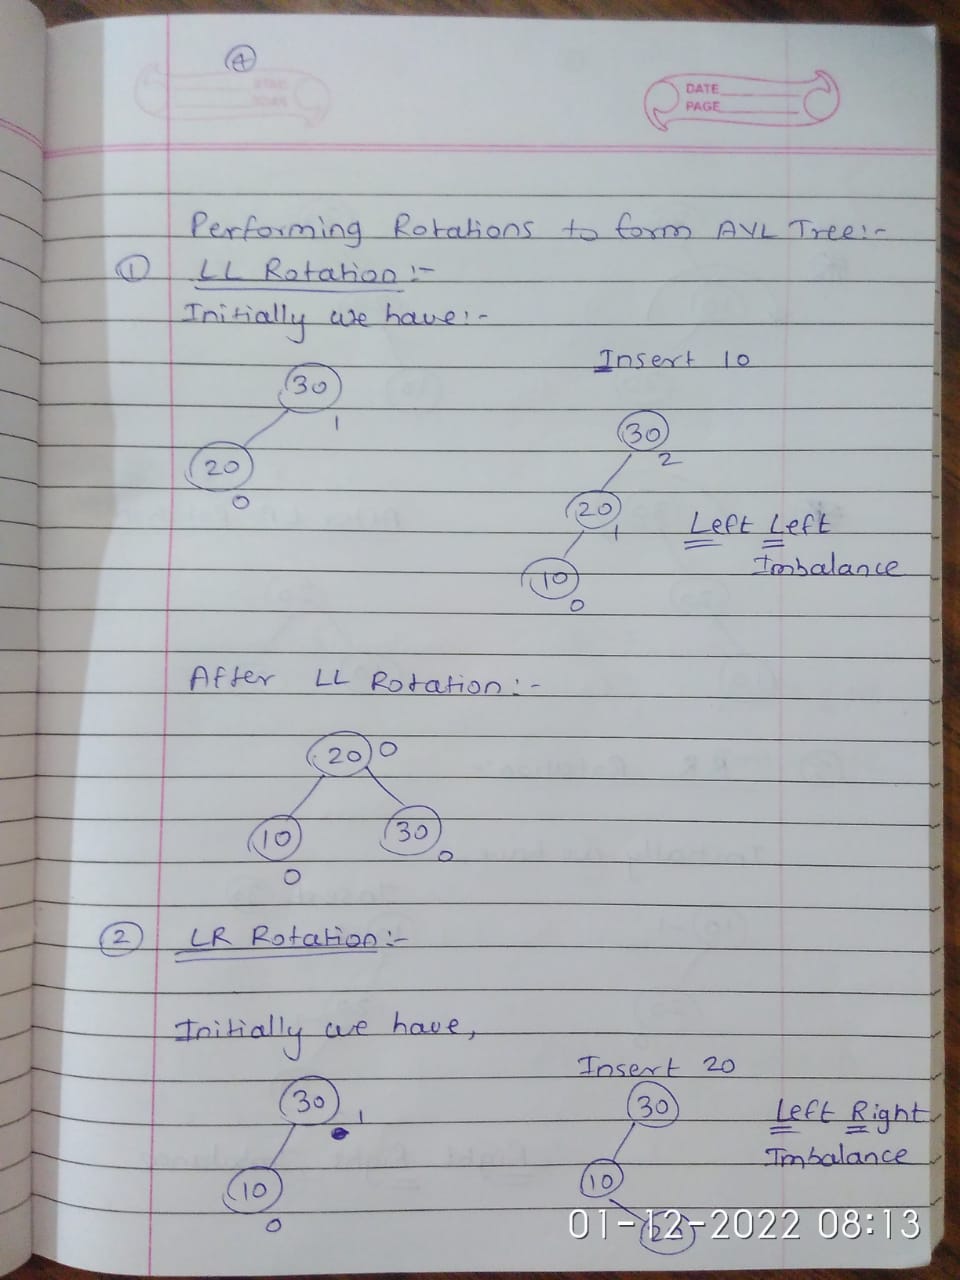 4
DATE
PAGE
Performing Rotations to form AVL Tree:-
1 LL Rotation:-
Initially we have:-
Insert 10
30
1
20
0
30
2
20
1
10
0
Left Left
Imbalance
After LL Rotation:-
20 0
10
0
30
0
2 LR Rotation:-
Initially we have,
Insert 20
30
1
10
0
30
10
20
Left Right
Imbalance
01-12-2022 08:13